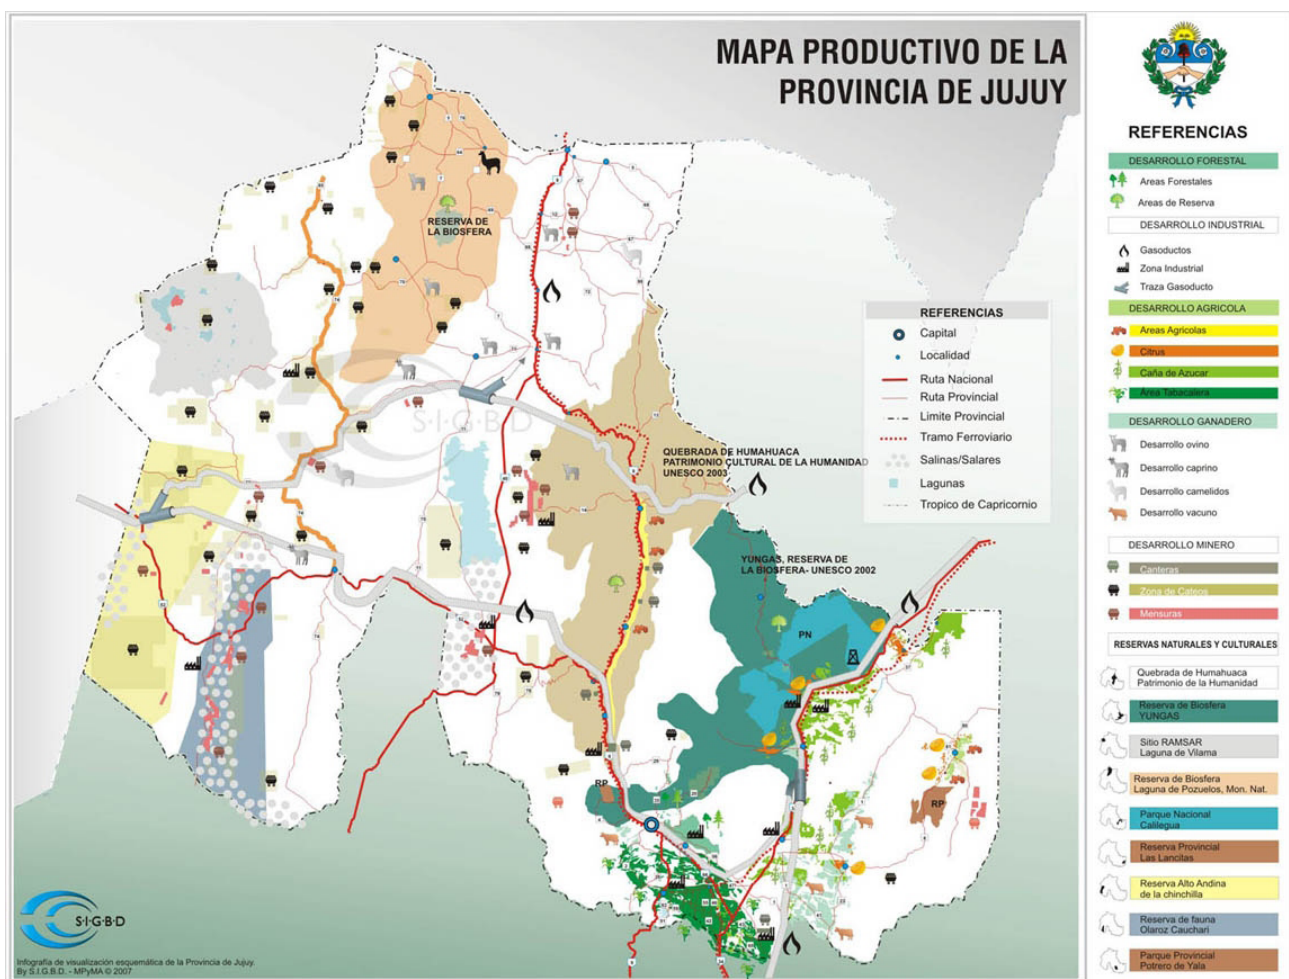 MAPA PRODUCTIVO DE LA
PROVINCIA DE JUJUY
RESERVA DE
LA BIOSFERA
QUEBRADA DE HUMAHUACA
PATRIMONIO CULTURAL DE LA HUMANIDAD
UNESCO 2003
YUNGAS, RESERVA DE
LA BIOSFERA- UNESCO 2002
PN
RP
RP
S·I·G·B·D
REFERENCIAS
Capital
Localidad
Ruta Nacional
Ruta Provincial
Limite Provincial
Tramo Ferroviario
Salinas/Salares
Lagunas
Tropico de Capricornio
REFERENCIAS
DESARROLLO FORESTAL
Areas Forestales
Areas de Reserva
DESARROLLO INDUSTRIAL
Gasoductos
Zona Industrial
Traza Gasoducto
DESARROLLO AGRICOLA
Areas Agricolas
Citrus
Caña de Azucar
Área Tabacalera
DESARROLLO GANADERO
Desarrollo ovino
Desarrollo caprino
Desarrollo camelidos
Desarrollo vacuno
DESARROLLO MINERO
Canteras
Zona de Cateos
Mensuras
RESERVAS NATURALES Y CULTURALES
Quebrada de Humahuaca
Patrimonio de la Humanidad
Reserva de Biosfera
YUNGAS
Sitio RAMSAR
Laguna de Vilama
Reserva de Biosfera
Laguna de Pozuelos, Mon. Nat.
Parque Nacional
Calilegua
Reserva Provincial
Las Lancitas
Reserva Alto Andina
de la chinchilla
Reserva de fauna
Olaroz Cauchari
Parque Provincial
Potrero de Yala
S·I·G·B·D
Infografía de visualización esquemática de la Provincia de Jujuy.
By S.I.G.B.D. - MPyMA © 2007